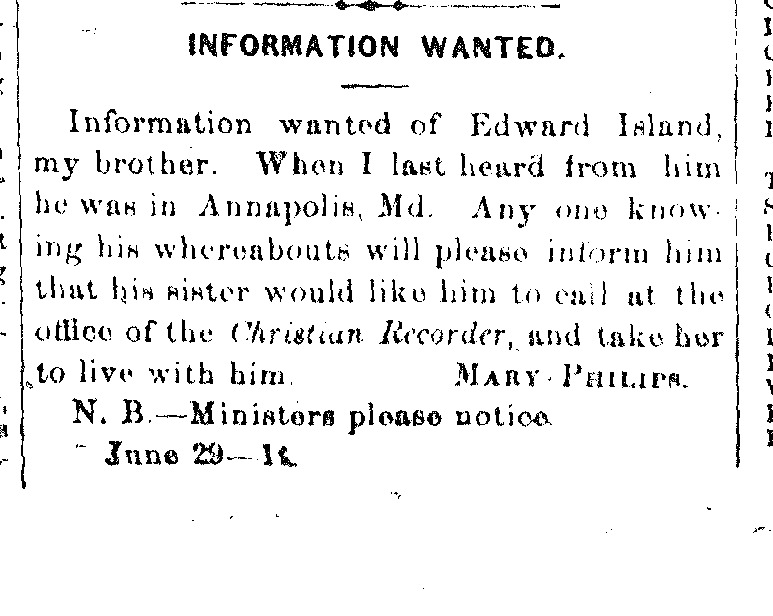 INFORMATION WANTED.
Information wanted of Edward Island,
my brother. When I last heard from him
he was in Annapolis, Md. Any one know-
ing his whereabouts will please inform him
that his sister would like him to call at the
office of the Christian Recorder, and take her
to live with him. MARY PHILIPS.
N. B.—Ministers please notice.
June 29—1t.